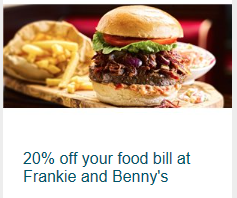 20% off your food bill at
Frankie and Benny's